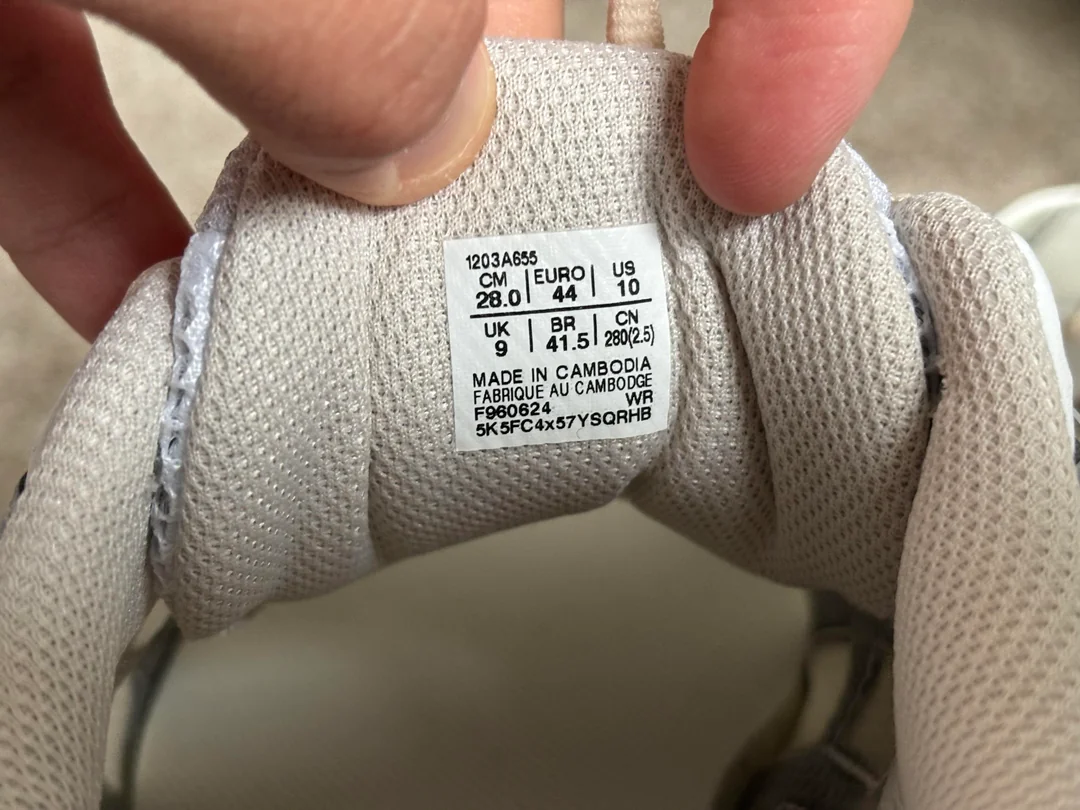 1203A655
CM EURO US
28.0 44 10
UK BR CN
9 41.5 280(2.5)
MADE IN CAMBODIA
FABRIQUE AU CAMBODGE
F960624 WR
5K5FC4x57YSQRHB